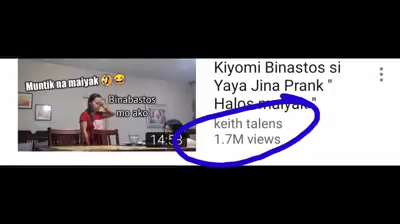 Muntik na maiyak 🤣😂
Binabastos
mo ako
14:53
Kiyomi Binastos si
Yaya Jina Prank "
Halos maiyak "
keith talens
1.7M views